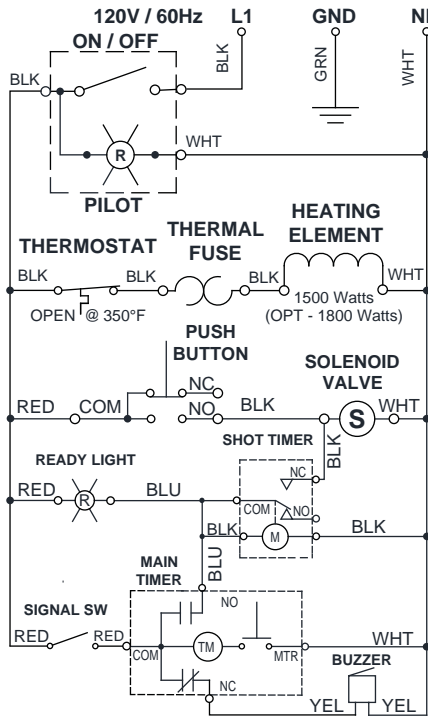 120V / 60Hz L1 GND N
ON / OFF
BLK
BLK
GRN
WHT
R
WHT
PILOT
THERMOSTAT
THERMAL
FUSE
HEATING
ELEMENT
BLK BLK BLK WHT
OPEN @ 350°F
1500 Watts
(OPT - 1800 Watts)
PUSH
BUTTON
SOLENOID
VALVE
NC
RED COM NO BLK S WHT
SHOT TIMER
BLK
READY LIGHT
NC
RED R BLU COM NO
BLK M BLK
BLU
MAIN
TIMER
NO
SIGNAL SW
RED RED COM TM MTR WHT
BUZZER
NC
YEL YEL